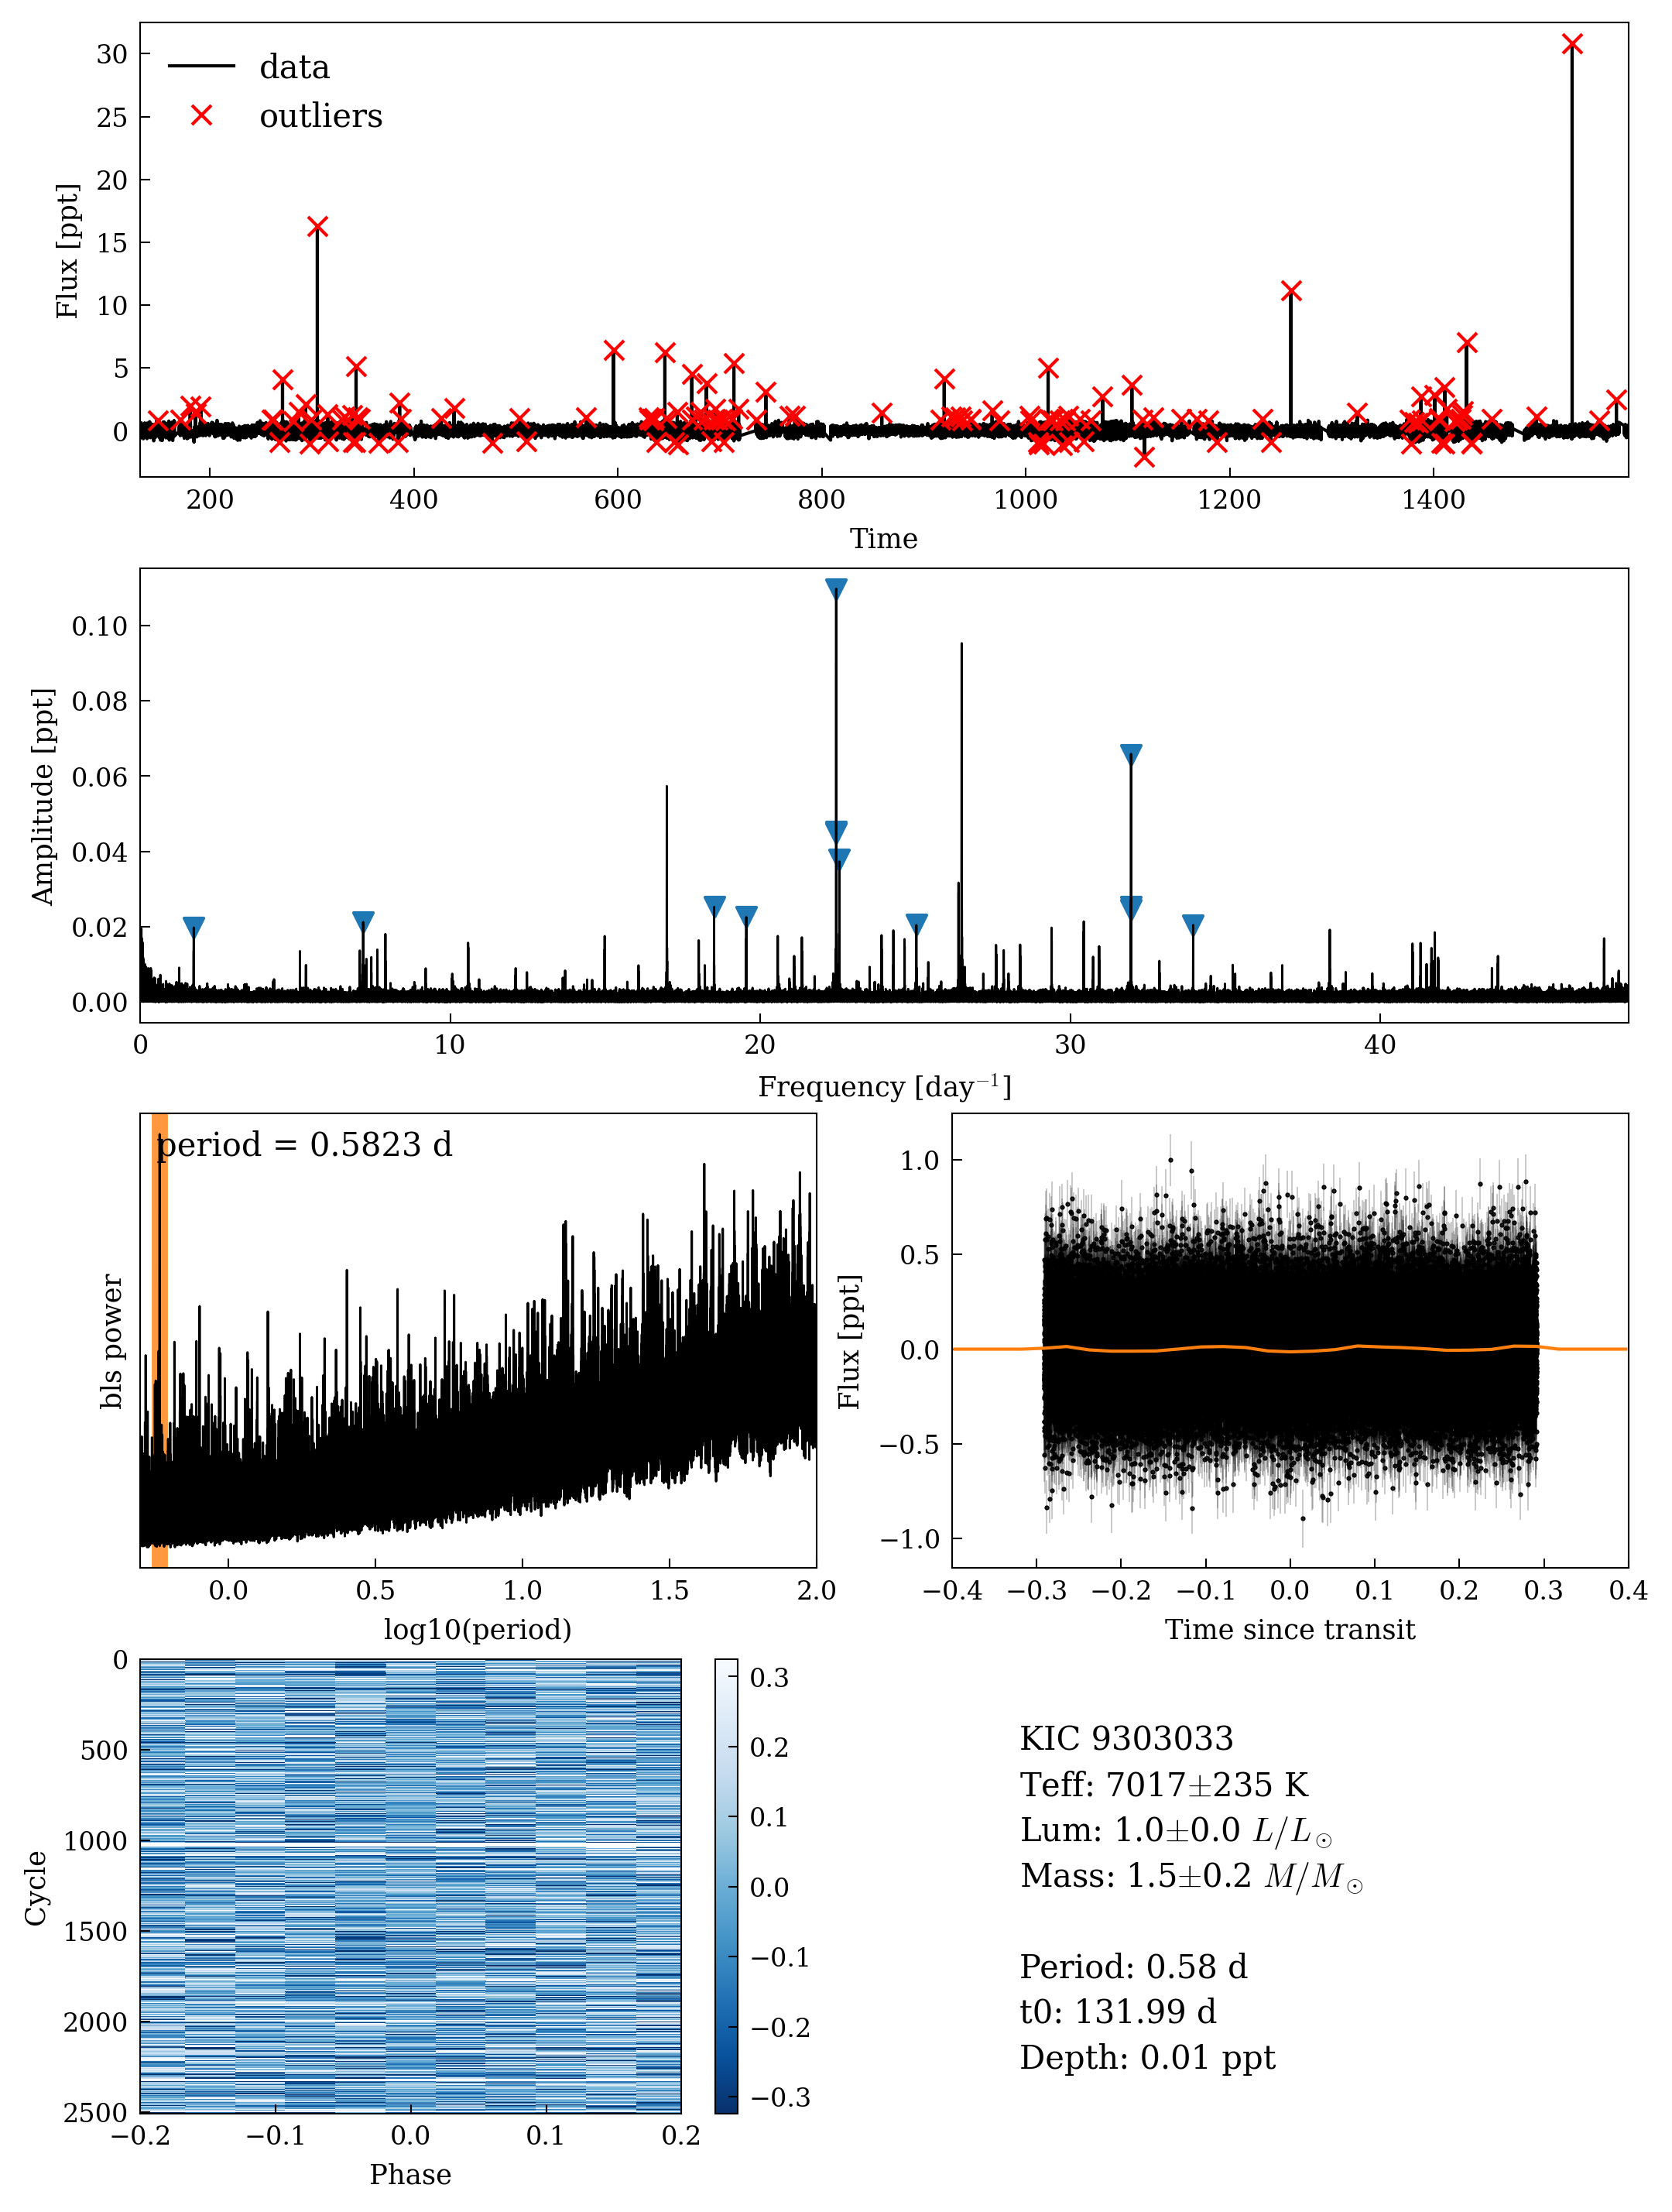 30
25
20
15
10
5
0
Flux [ppt]
data
outliers
200 400 600 800 1000 1200 1400
Time
0.10
0.08
0.06
0.04
0.02
0.00
Amplitude [ppt]
0 10 20 30 40
Frequency [day⁻¹]
period = 0.5823 d
bls power
0.0 0.5 1.0 1.5 2.0
log10(period)
1.0
0.5
0.0
−0.5
−1.0
Flux [ppt]
−0.4 −0.3 −0.2 −0.1 0.0 0.1 0.2 0.3 0.4
Time since transit
0
500
1000
1500
2000
2500
Cycle
−0.2 −0.1 0.0 0.1 0.2
Phase
0.3
0.2
0.1
0.0
−0.1
−0.2
−0.3
KIC 9303033
Teff: 7017±235 K
Lum: 1.0±0.0 L/L⊙
Mass: 1.5±0.2 M/M⊙
Period: 0.58 d
t0: 131.99 d
Depth: 0.01 ppt